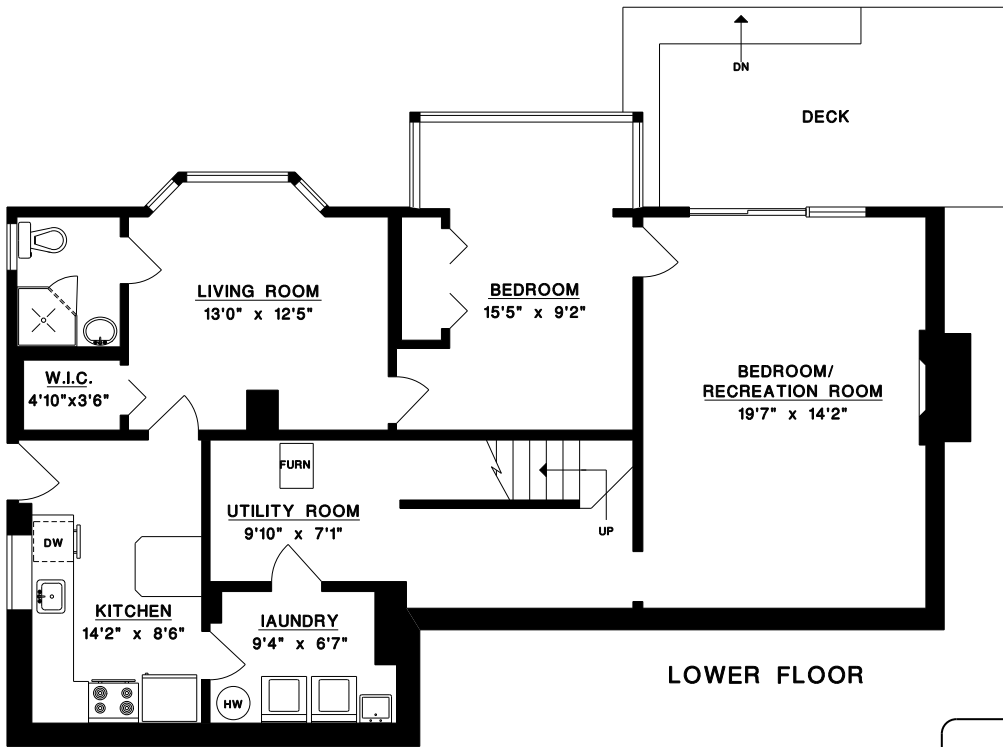 DN
DECK
LIVING ROOM
13'0" x 12'5"
BEDROOM
15'5" x 9'2"
W.I.C.
4'10"x3'6"
BEDROOM/
RECREATION ROOM
19'7" x 14'2"
FURN
UTILITY ROOM
9'10" x 7'1"
UP
DW
KITCHEN
14'2" x 8'6"
lAUNDRY
9'4" x 6'7"
HW
LOWER FLOOR